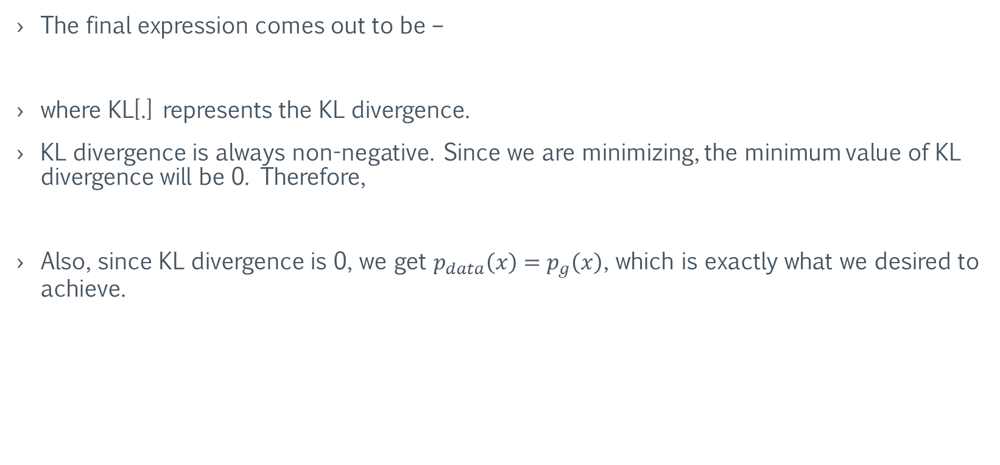 › The final expression comes out to be –
› where KL[.] represents the KL divergence.
› KL divergence is always non-negative. Since we are minimizing, the minimum value of KL
divergence will be 0. Therefore,
› Also, since KL divergence is 0, we get p_{data}(x) = p_g(x), which is exactly what we desired to
achieve.